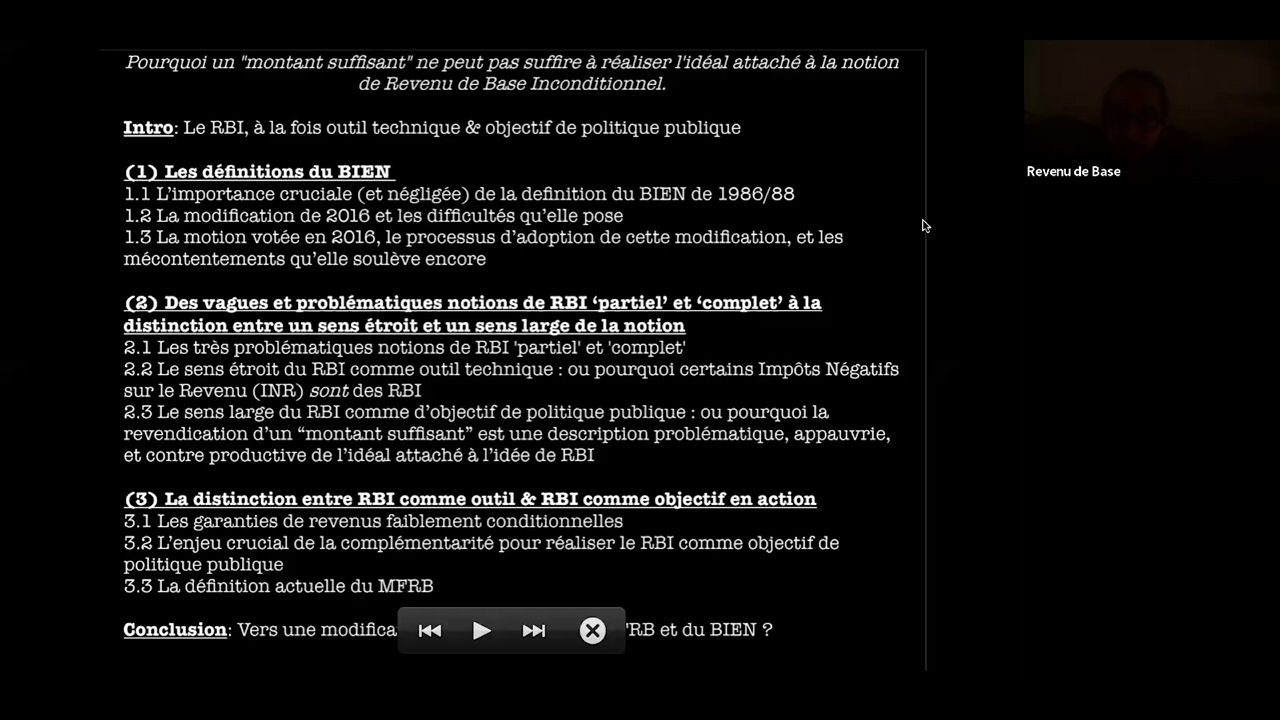 Pourquoi un "montant suffisant" ne peut pas suffire à réaliser l'idéal attaché à la notion
de Revenu de Base Inconditionnel.
Intro: Le RBI, à la fois outil technique & objectif de politique publique
Revenu de Base
(1) Les définitions du BIEN
1.1 L’importance cruciale (et négligée) de la definition du BIEN de 1986/88
1.2 La modification de 2016 et les difficultés qu’elle pose
1.3 La motion votée en 2016, le processus d’adoption de cette modification, et les
mécontentements qu’elle soulève encore
(2) Des vagues et problématiques notions de RBI ‘partiel’ et ‘complet’ à la
distinction entre un sens étroit et un sens large de la notion
2.1 Les très problématiques notions de RBI 'partiel' et 'complet'
2.2 Le sens étroit du RBI comme outil technique : ou pourquoi certains Impôts Négatifs
sur le Revenu (INR) sont des RBI
2.3 Le sens large du RBI comme d’objectif de politique publique : ou pourquoi la
revendication d’un “montant suffisant” est une description problématique, appauvrie,
et contre productive de l’idéal attaché à l’idée de RBI
(3) La distinction entre RBI comme outil & RBI comme objectif en action
3.1 Les garanties de revenus faiblement conditionnelles
3.2 L’enjeu crucial de la complémentarité pour réaliser le RBI comme objectif de
politique publique
3.3 La définition actuelle du MFRB
Conclusion: Vers une modifica 'RB et du BIEN ?